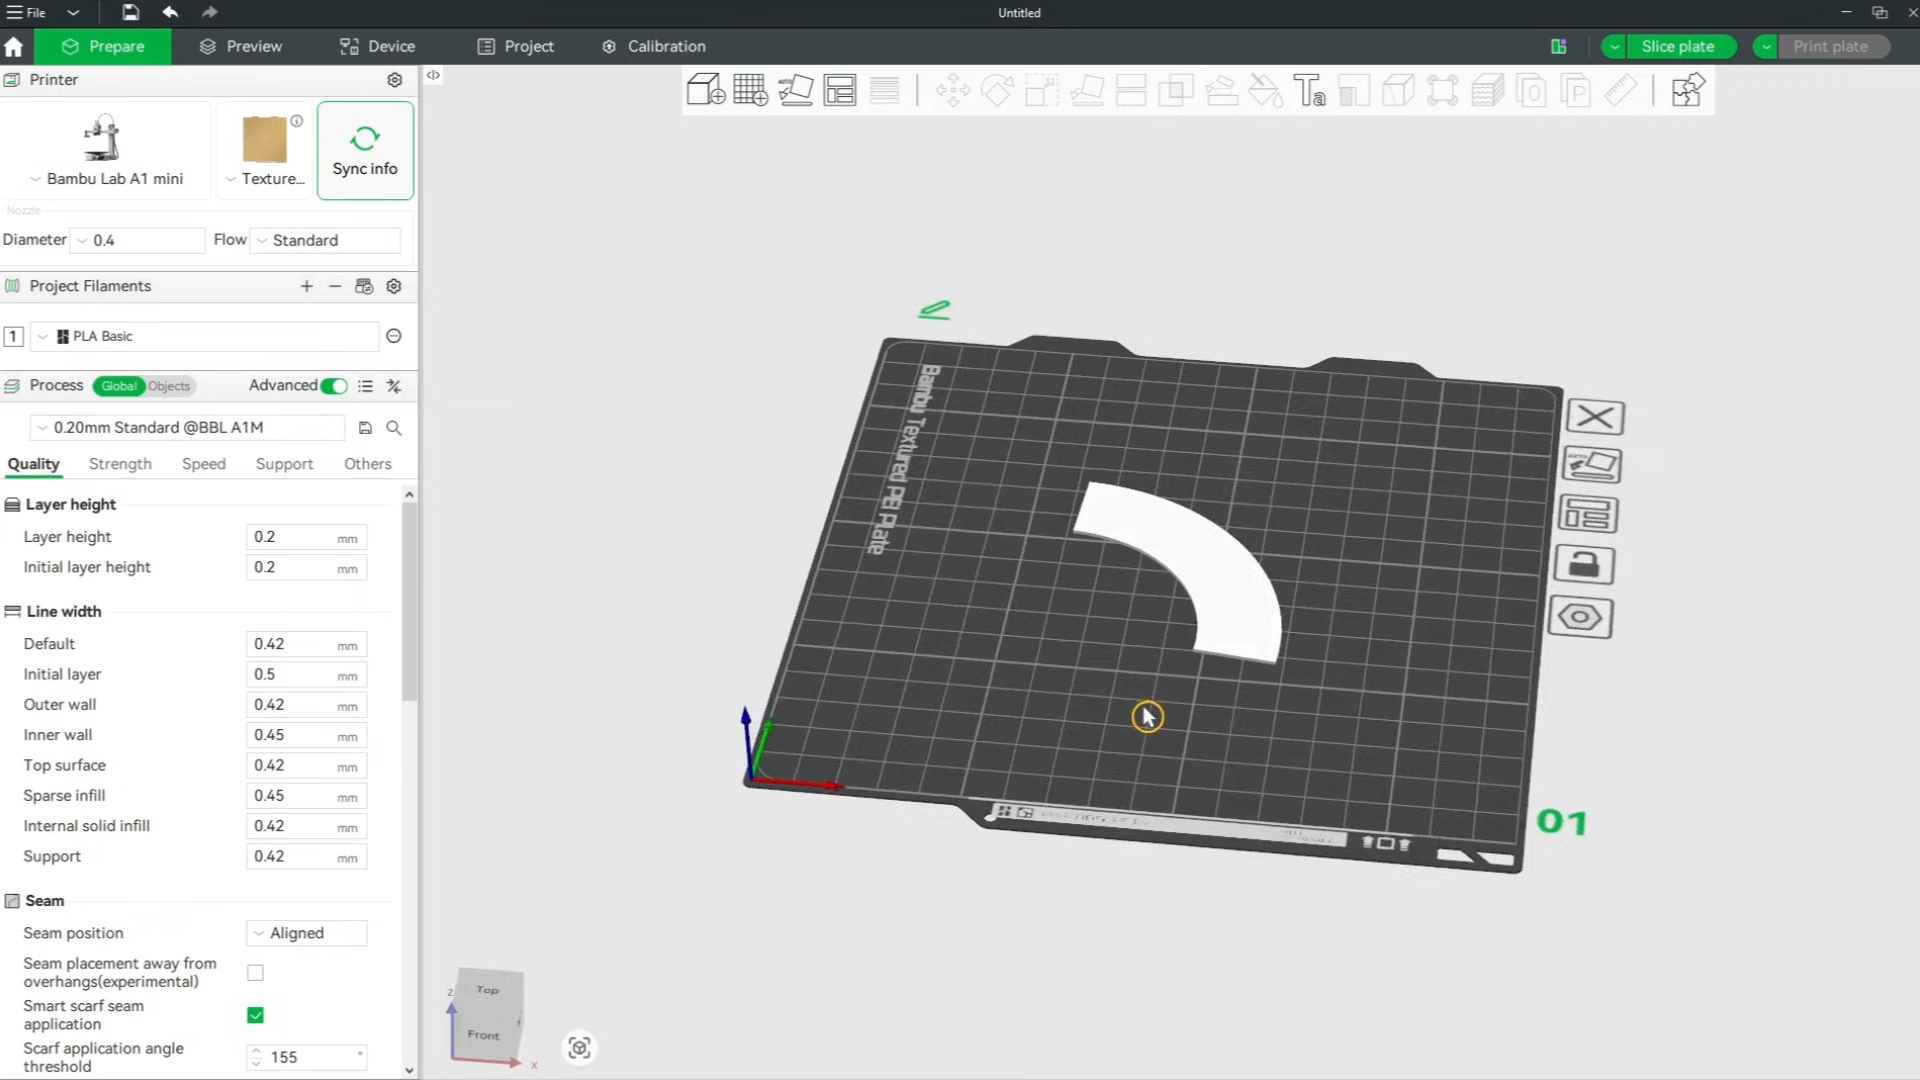 File
Untitled
Prepare
Preview
Device
Project
Calibration
Slice plate
Print plate
Printer
Bambu Lab A1 mini
Texture...
Sync info
Nozzle
Diameter
0.4
Flow
Standard
Project Filaments
1
PLA Basic
Process
Global
Objects
Advanced
0.20mm Standard @BBL A1M
Quality
Strength
Speed
Support
Others
Layer height
Layer height
0.2 mm
Initial layer height
0.2 mm
Line width
Default
0.42 mm
Initial layer
0.5 mm
Outer wall
0.42 mm
Inner wall
0.45 mm
Top surface
0.42 mm
Sparse infill
0.45 mm
Internal solid infill
0.42 mm
Support
0.42 mm
Seam
Seam position
Aligned
Seam placement away from
overhangs(experimental)
Smart scarf seam
application
Scarf application angle
threshold
155 °
AUTO
Ta
O
P
Bambu Textured PEI Plate
AUTO
01
Top
Front
z
x